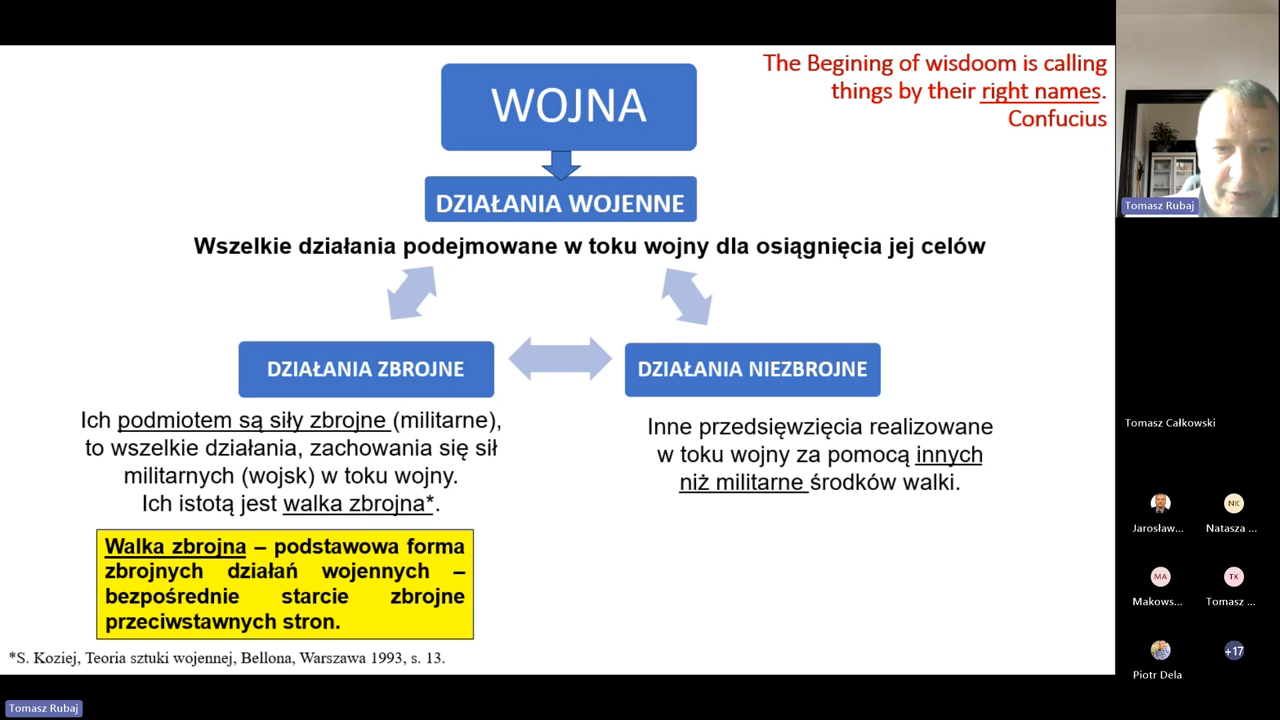 The Begining of wisdoom is calling
things by their right names.
Confucius
WOJNA
DZIAŁANIA WOJENNE
Wszelkie działania podejmowane w toku wojny dla osiągnięcia jej celów
DZIAŁANIA ZBROJNE
Ich podmiotem są siły zbrojne (militarne),
to wszelkie działania, zachowania się sił
militarnych (wojsk) w toku wojny.
Ich istotą jest walka zbrojna*.
Walka zbrojna – podstawowa forma
zbrojnych działań wojennych –
bezpośrednie starcie zbrojne
przeciwstawnych stron.
DZIAŁANIA NIEZBROJNE
Inne przedsięwzięcia realizowane
w toku wojny za pomocą innych
niż militarne środków walki.
*S. Koziej, Teoria sztuki wojennej, Bellona, Warszawa 1993, s. 13.
Tomasz Rubaj
Tomasz Całkowski
Jarosław...
NK
Natasza ...
MA
Makows...
TK
Tomasz ...
Piotr Dela
+17
Tomasz Rubaj